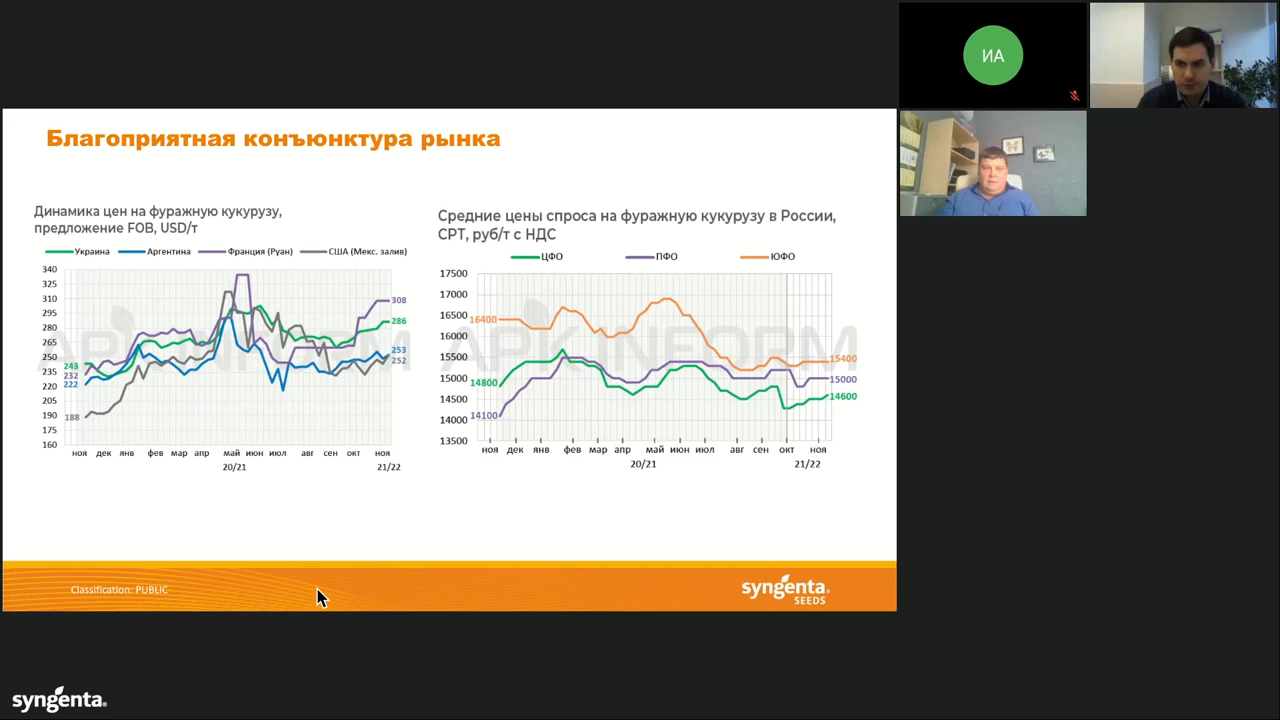 ИА
Благоприятная конъюнктура рынка
Динамика цен на фуражную кукурузу,
предложение FOB, USD/т
Украина Аргентина Франция (Руан) США (Мекс. залив)
340
325
310
295
280
265
250
235
220
205
190
175
160
243
232
222
188
308
286
253
252
ноя дек янв фев мар апр май июн июл авг сен окт ноя
20/21 21/22
APK-INFORM
Средние цены спроса на фуражную кукурузу в России,
СРТ, руб/т с НДС
ЦФО ПФО ЮФО
17500
17000
16500
16000
15500
15000
14500
14000
13500
16400
14800
14100
15400
15000
14600
ноя дек янв фев мар апр май июн июл авг сен окт ноя
20/21 21/22
APK-INFORM
Classification: PUBLIC
syngenta
SEEDS
syngenta